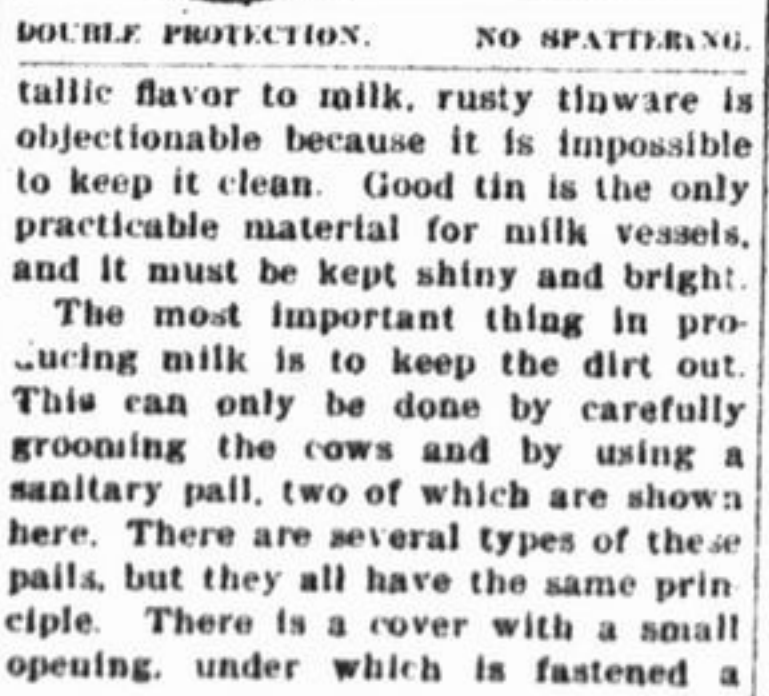 DOUBLE PROTECTION. NO SPATTERING.
tallic flavor to milk, rusty tinware is
objectionable because it is impossible
to keep it clean. Good tin is the only
practicable material for milk vessels,
and it must be kept shiny and bright.
The most important thing in pro-
ducing milk is to keep the dirt out.
This can only be done by carefully
grooming the cows and by using a
sanitary pail, two of which are shown
here. There are several types of these
pails, but they all have the same prin-
ciple. There is a cover with a small
opening, under which is fastened a